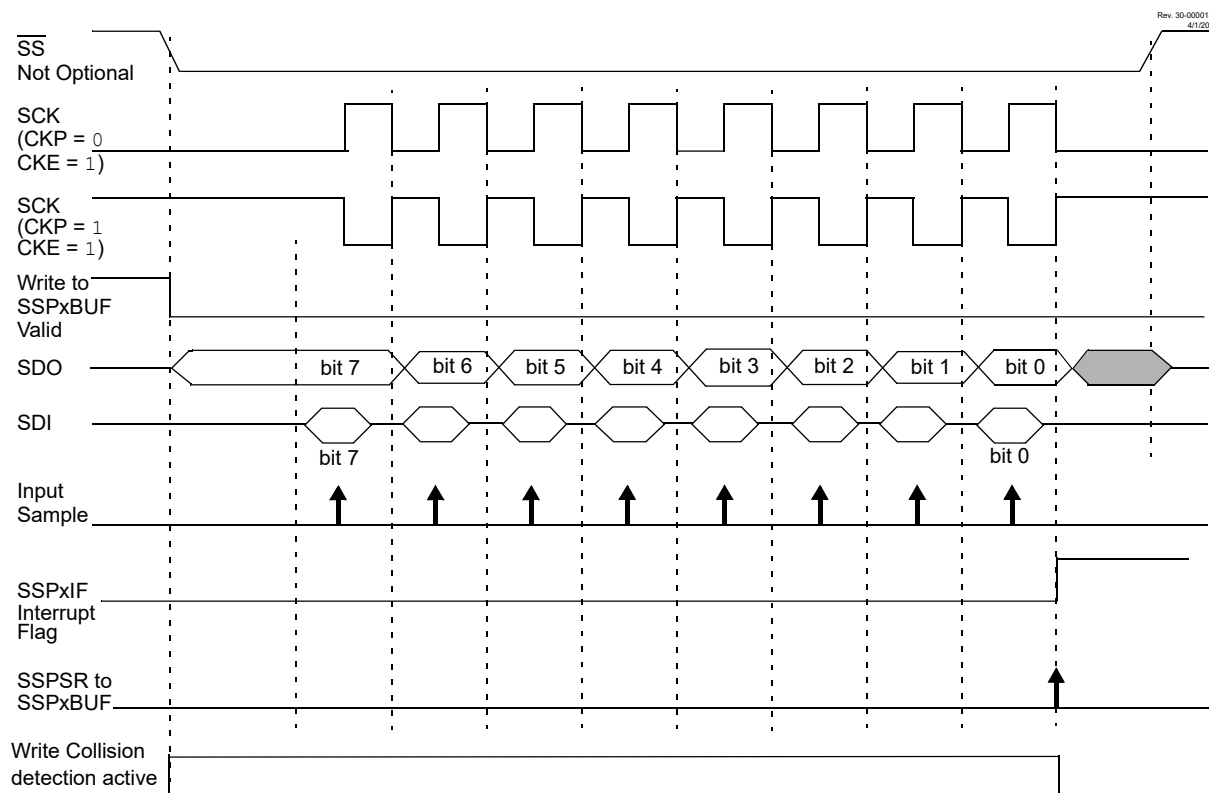 Rev. 30-00001
4/1/20
SS
Not Optional
SCK
(CKP = 0
CKE = 1)
SCK
(CKP = 1
CKE = 1)
Write to
SSPxBUF
Valid
SDO
bit 7
bit 6
bit 5
bit 4
bit 3
bit 2
bit 1
bit 0
SDI
bit 7
bit 0
Input
Sample
SSPxIF
Interrupt
Flag
SSPSR to
SSPxBUF
Write Collision
detection active